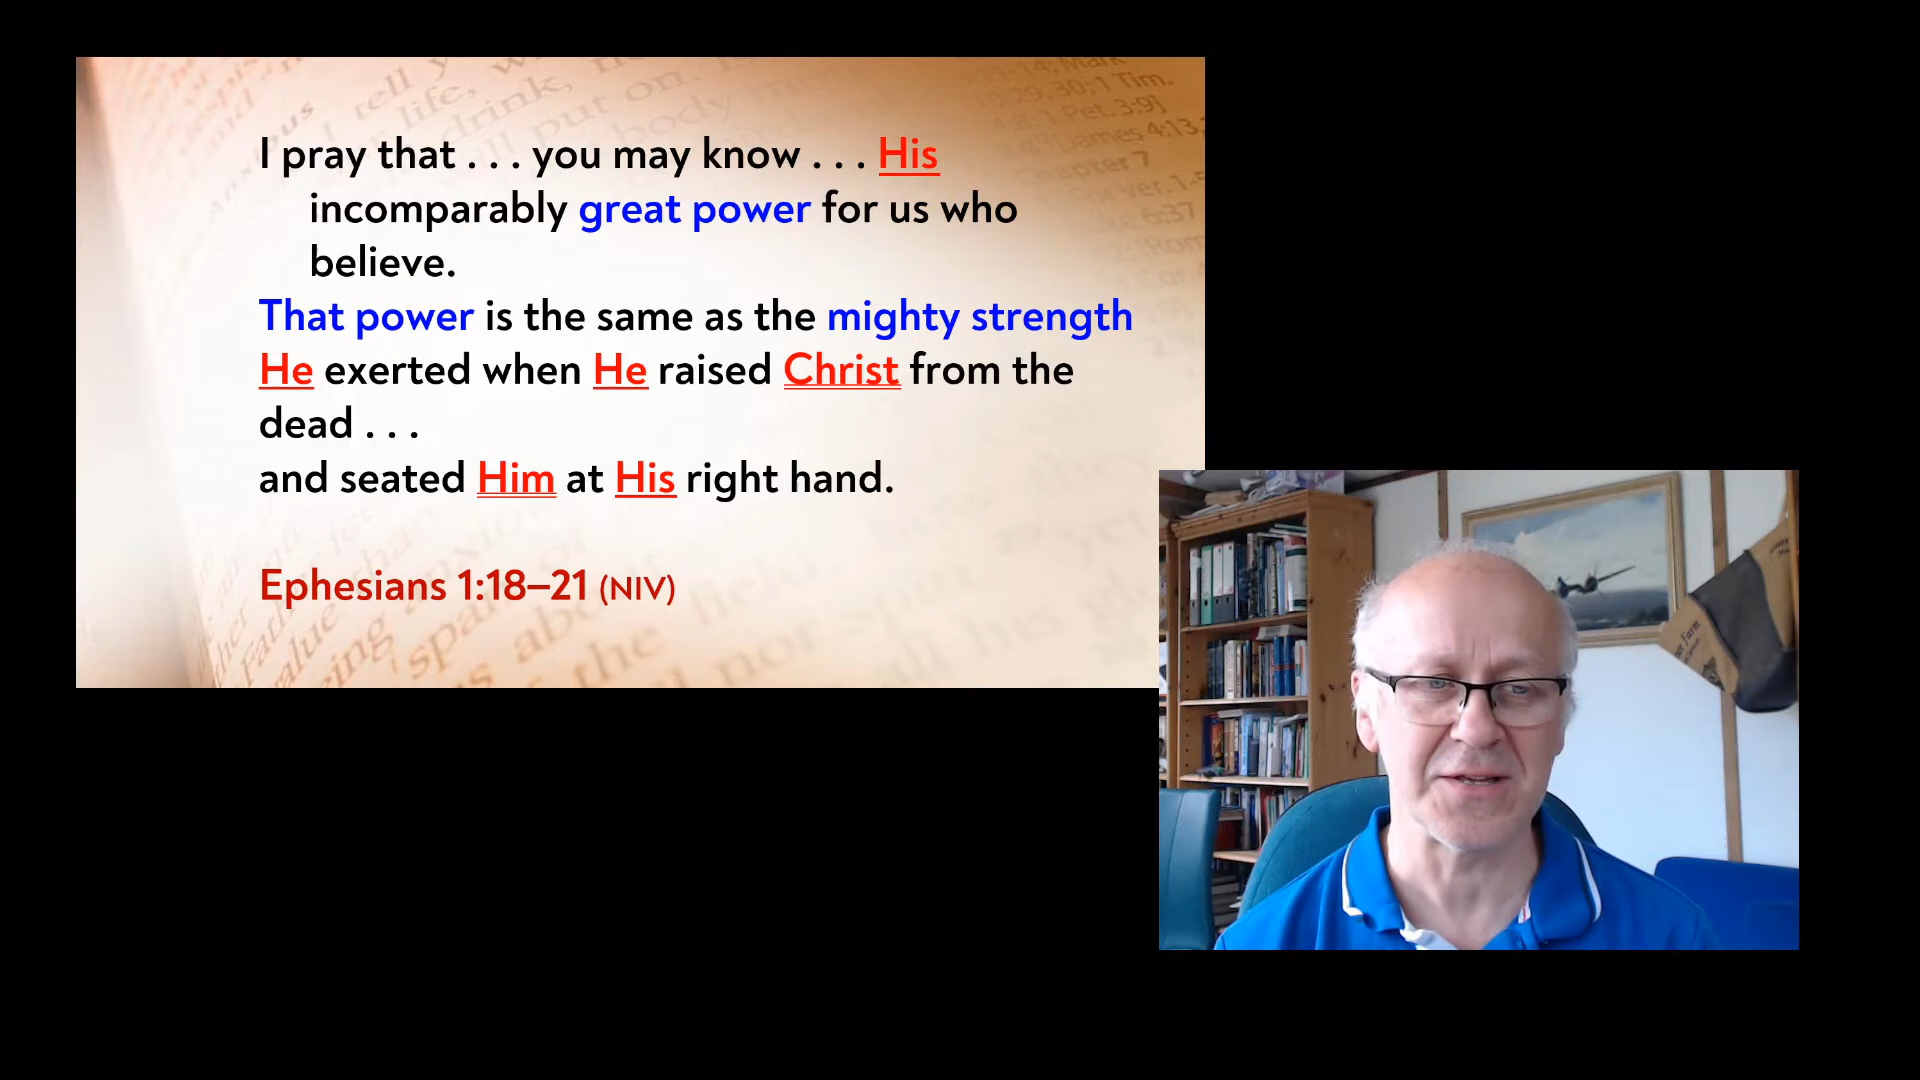 I pray that . . . you may know . . . His
incomparably great power for us who
believe.
That power is the same as the mighty strength
He exerted when He raised Christ from the
dead . . .
and seated Him at His right hand.
Ephesians 1:18–21 (NIV)